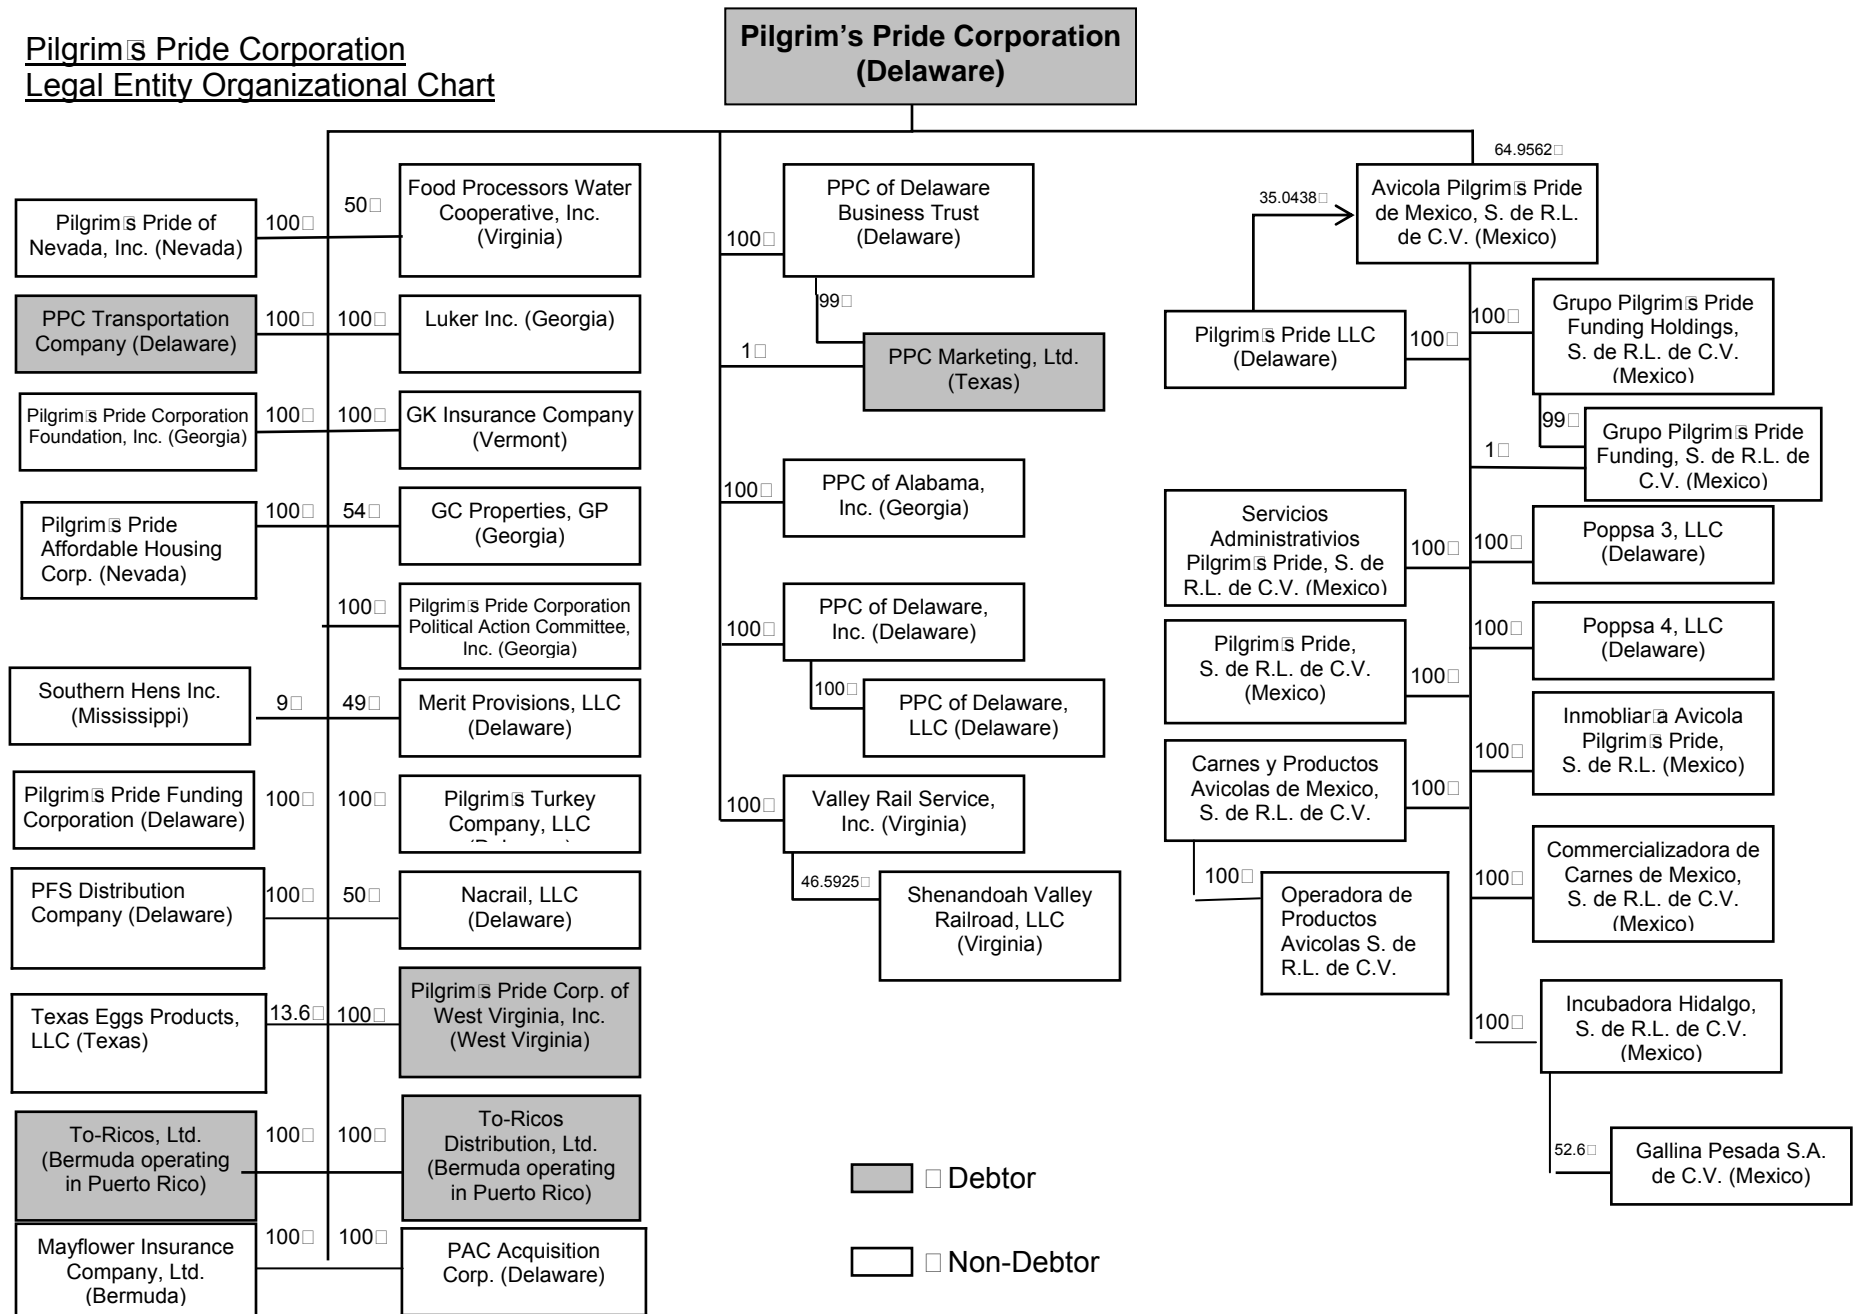 Pilgrim□s Pride Corporation
Legal Entity Organizational Chart
Pilgrim’s Pride Corporation
(Delaware)
Pilgrim□s Pride of
Nevada, Inc. (Nevada)
100□
50□
Food Processors Water
Cooperative, Inc.
(Virginia)
PPC Transportation
Company (Delaware)
100□
100□
Luker Inc. (Georgia)
Pilgrim□s Pride Corporation
Foundation, Inc. (Georgia)
100□
100□
GK Insurance Company
(Vermont)
Pilgrim□s Pride
Affordable Housing
Corp. (Nevada)
100□
54□
GC Properties, GP
(Georgia)
100□
Pilgrim□s Pride Corporation
Political Action Committee,
Inc. (Georgia)
Southern Hens Inc.
(Mississippi)
9□
49□
Merit Provisions, LLC
(Delaware)
Pilgrim□s Pride Funding
Corporation (Delaware)
100□
100□
Pilgrim□s Turkey
Company, LLC
PFS Distribution
Company (Delaware)
100□
50□
Nacrail, LLC
(Delaware)
Texas Eggs Products,
LLC (Texas)
13.6□
100□
Pilgrim□s Pride Corp. of
West Virginia, Inc.
(West Virginia)
To-Ricos, Ltd.
(Bermuda operating
in Puerto Rico)
100□
100□
To-Ricos
Distribution, Ltd.
(Bermuda operating
in Puerto Rico)
Mayflower Insurance
Company, Ltd.
(Bermuda)
100□
100□
PAC Acquisition
Corp. (Delaware)
100□
PPC of Delaware
Business Trust
(Delaware)
99□
1□
PPC Marketing, Ltd.
(Texas)
100□
PPC of Alabama,
Inc. (Georgia)
100□
PPC of Delaware,
Inc. (Delaware)
100□
PPC of Delaware,
LLC (Delaware)
100□
Valley Rail Service,
Inc. (Virginia)
46.5925□
Shenandoah Valley
Railroad, LLC
(Virginia)
□ Debtor
□ Non-Debtor
64.9562□
35.0438□
Avicola Pilgrim□s Pride
de Mexico, S. de R.L.
de C.V. (Mexico)
Pilgrim□s Pride LLC
(Delaware)
100□
100□
Grupo Pilgrim□s Pride
Funding Holdings,
S. de R.L. de C.V.
(Mexico)
99□
1□
Grupo Pilgrim□s Pride
Funding, S. de R.L. de
C.V. (Mexico)
Servicios
Administrativios
Pilgrim□s Pride, S. de
R.L. de C.V. (Mexico)
100□
100□
Poppsa 3, LLC
(Delaware)
Pilgrim□s Pride,
S. de R.L. de C.V.
(Mexico)
100□
100□
Poppsa 4, LLC
(Delaware)
100□
Inmobliar□a Avicola
Pilgrim□s Pride,
S. de R.L. (Mexico)
Carnes y Productos
Avicolas de Mexico,
S. de R.L. de C.V.
100□
100□
Operadora de
Productos
Avicolas S. de
R.L. de C.V.
100□
Commercializadora de
Carnes de Mexico,
S. de R.L. de C.V.
(Mexico)
100□
Incubadora Hidalgo,
S. de R.L. de C.V.
(Mexico)
52.6□
Gallina Pesada S.A.
de C.V. (Mexico)